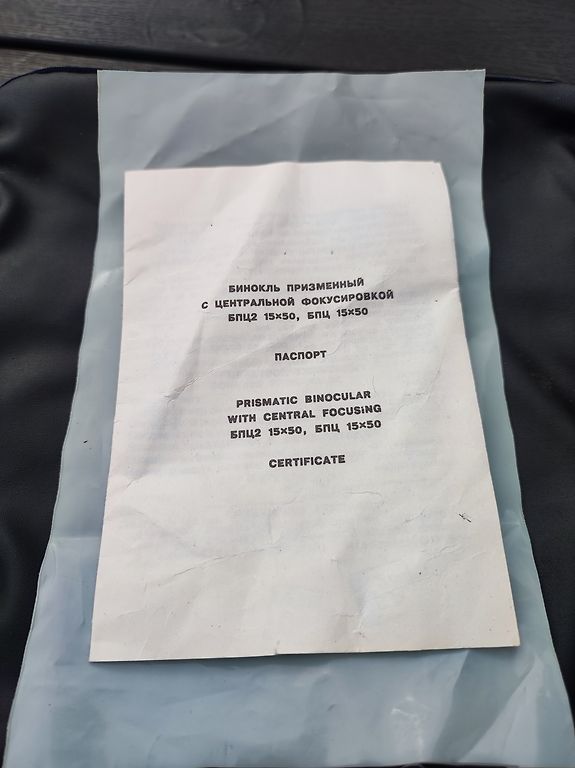 БИНОКЛЬ ПРИЗМЕННЫЙ
С ЦЕНТРАЛЬНОЙ ФОКУСИРОВКОЙ
БПЦ2 15×50, БПЦ 15×50
ПАСПОРТ
PRISMATIC BINOCULAR
WITH CENTRAL FOCUSING
БПЦ2 15×50, БПЦ 15×50
CERTIFICATE